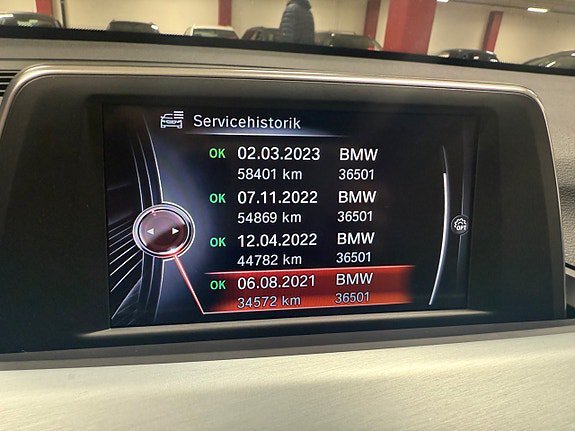 Servicehistorik
OK 02.03.2023 BMW
58401 km 36501
OK 07.11.2022 BMW
54869 km 36501
OK 12.04.2022 BMW
44782 km 36501
OK 06.08.2021 BMW
34572 km 36501
OPT